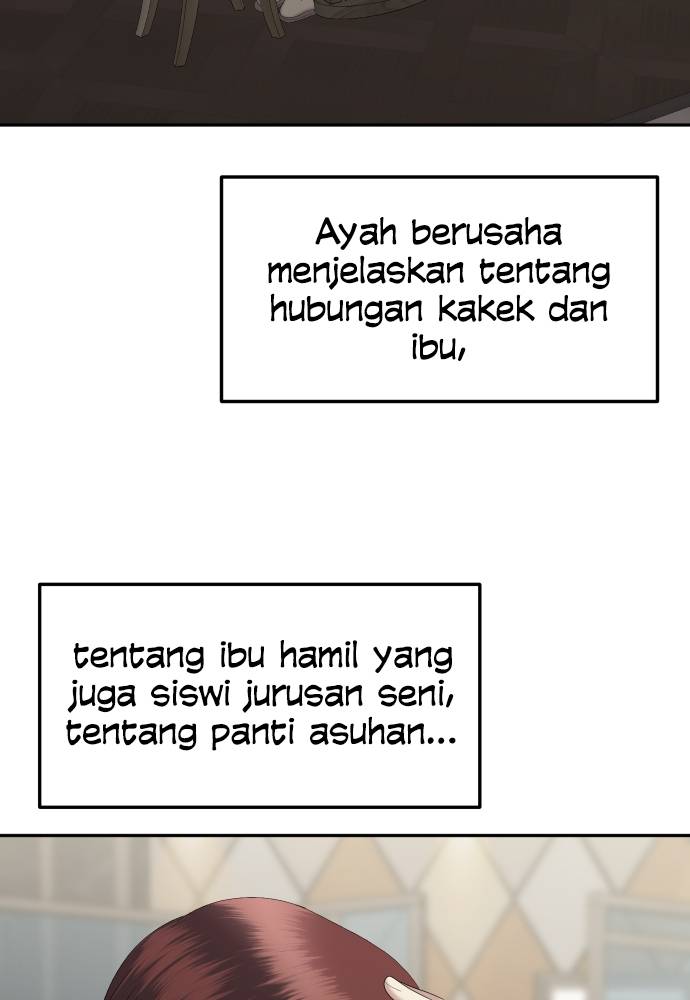 Ayah berusaha
menjelaskan tentang
hubungan kakek dan
ibu,
tentang ibu hamil yang
juga siswi jurusan seni,
tentang panti asuhan...